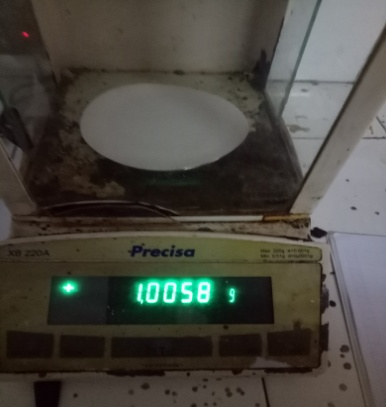 Precisa
XB 220A
+ 1.0058 g